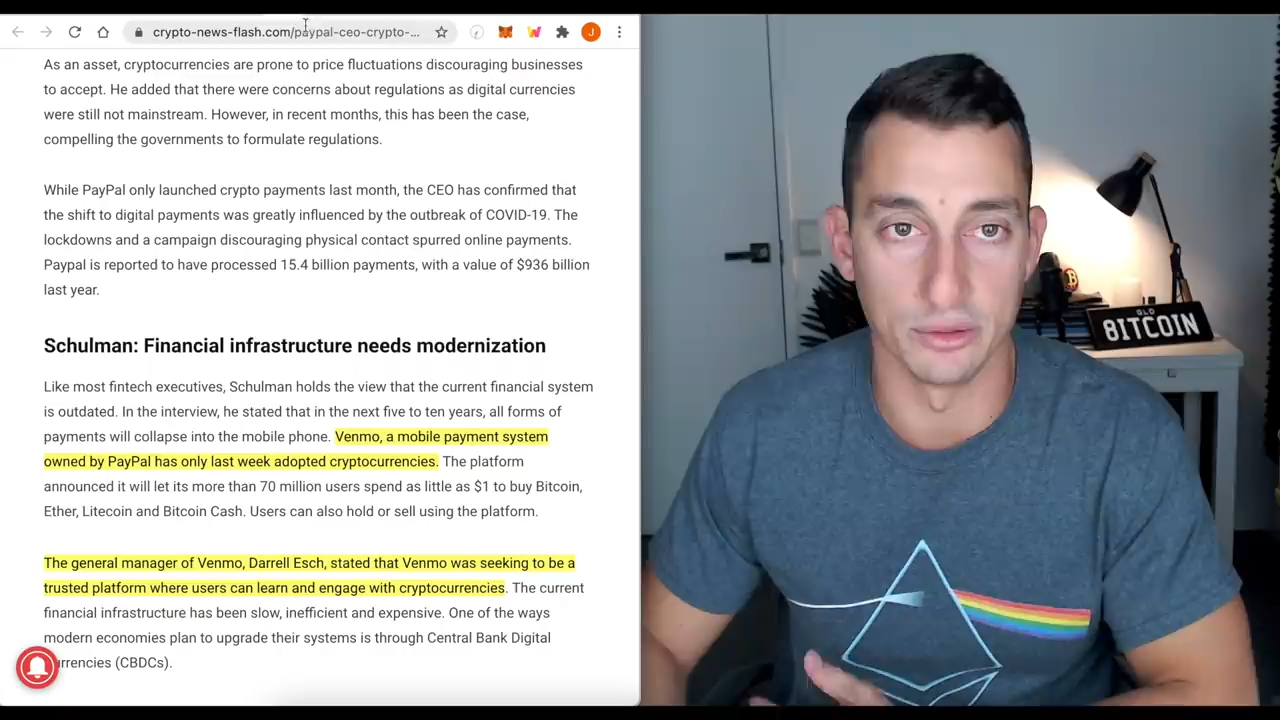 crypto-news-flash.com/paypal-ceo-crypto-...
J
As an asset, cryptocurrencies are prone to price fluctuations discouraging businesses
to accept. He added that there were concerns about regulations as digital currencies
were still not mainstream. However, in recent months, this has been the case,
compelling the governments to formulate regulations.
While PayPal only launched crypto payments last month, the CEO has confirmed that
the shift to digital payments was greatly influenced by the outbreak of COVID-19. The
lockdowns and a campaign discouraging physical contact spurred online payments.
Paypal is reported to have processed 15.4 billion payments, with a value of $936 billion
last year.
Schulman: Financial infrastructure needs modernization
Like most fintech executives, Schulman holds the view that the current financial system
is outdated. In the interview, he stated that in the next five to ten years, all forms of
payments will collapse into the mobile phone. Venmo, a mobile payment system
owned by PayPal has only last week adopted cryptocurrencies. The platform
announced it will let its more than 70 million users spend as little as $1 to buy Bitcoin,
Ether, Litecoin and Bitcoin Cash. Users can also hold or sell using the platform.
The general manager of Venmo, Darrell Esch, stated that Venmo was seeking to be a
trusted platform where users can learn and engage with cryptocurrencies. The current
financial infrastructure has been slow, inefficient and expensive. One of the ways
modern economies plan to upgrade their systems is through Central Bank Digital
(CBDCs).
QLD
8ITCOIN